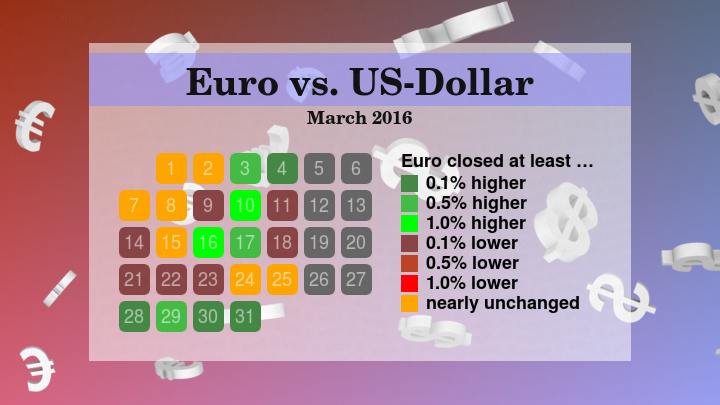 Euro vs. US-Dollar
March 2016
1 2 3 4 5 6
7 8 9 10 11 12 13
14 15 16 17 18 19 20
21 22 23 24 25 26 27
28 29 30 31
Euro closed at least …
0.1% higher
0.5% higher
1.0% higher
0.1% lower
0.5% lower
1.0% lower
nearly unchanged